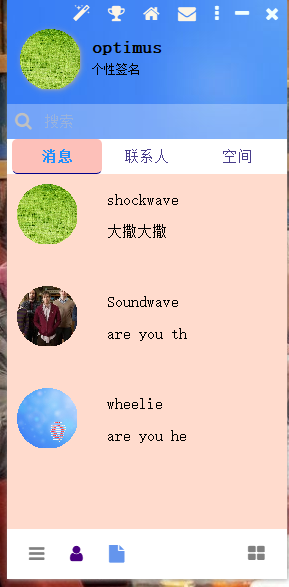 optimus
个性签名
搜索
消息 联系人 空间
shockwave
大撒大撒
Soundwave
are you th
wheelie
are you he